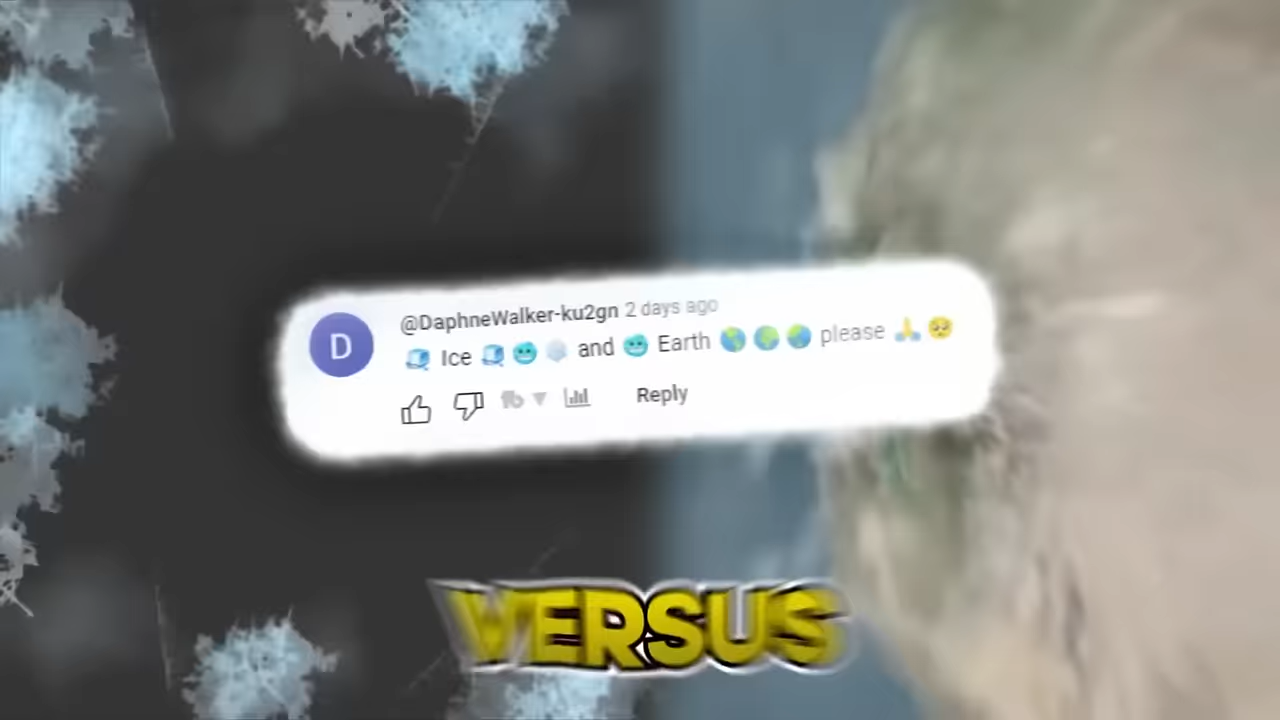 D
@DaphneWalker-ku2gn 2 days ago
🧊 Ice 🧊🥶❄️ and 🥶 Earth 🌎🌍🌏 please 🙏🥺
Reply
VERSUS